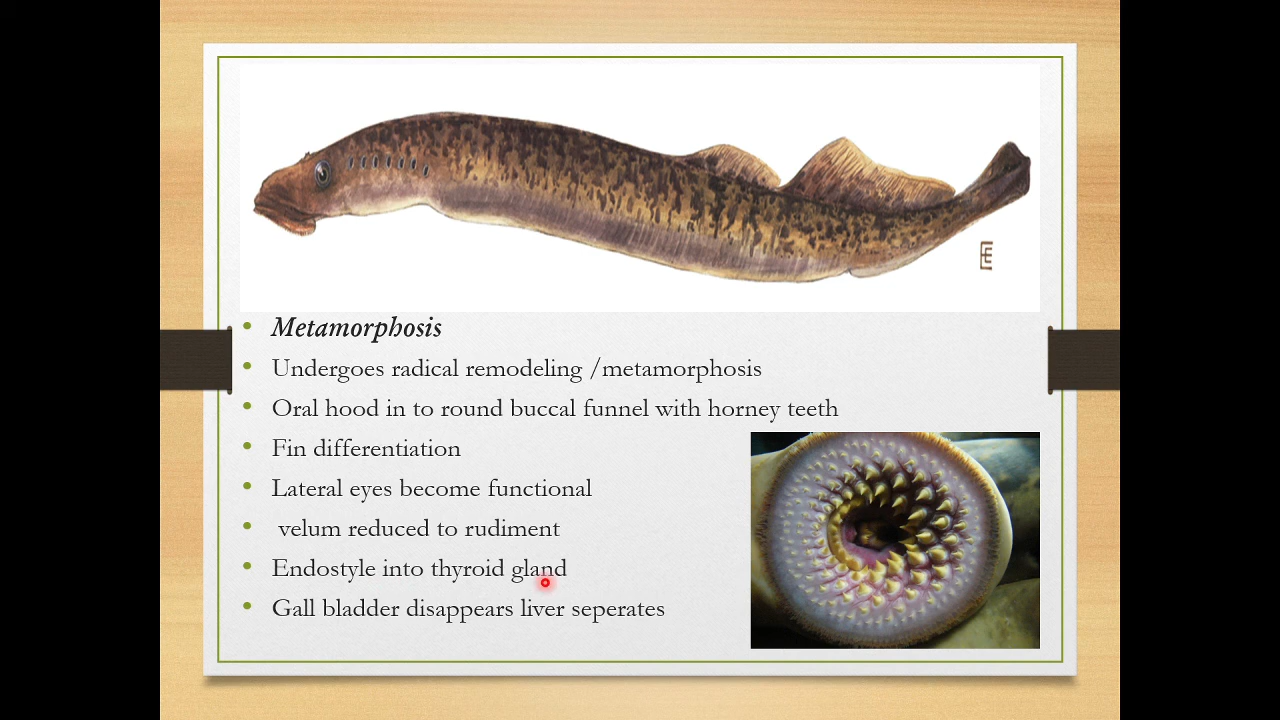 Metamorphosis
Undergoes radical remodeling /metamorphosis
Oral hood in to round buccal funnel with horney teeth
Fin differentiation
Lateral eyes become functional
velum reduced to rudiment
Endostyle into thyroid gland
Gall bladder disappears liver seperates